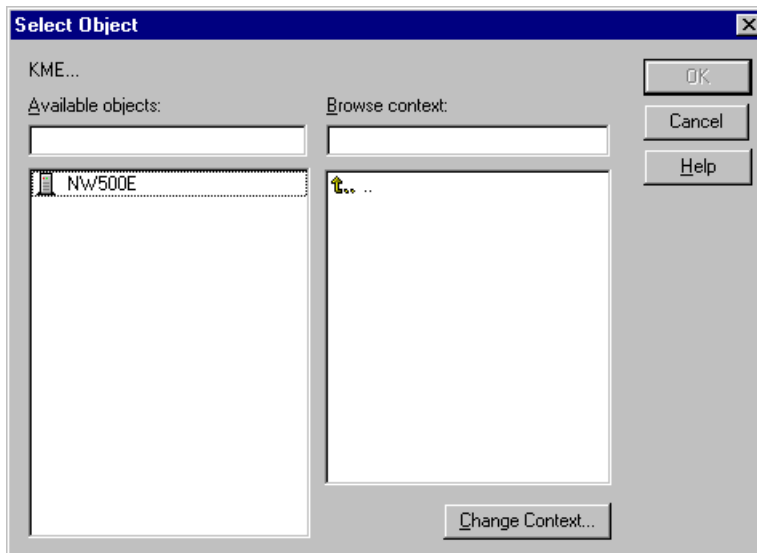 Select Object
KME...
Available objects:
Browse context:
OK
Cancel
Help
NW500E
..
Change Context...